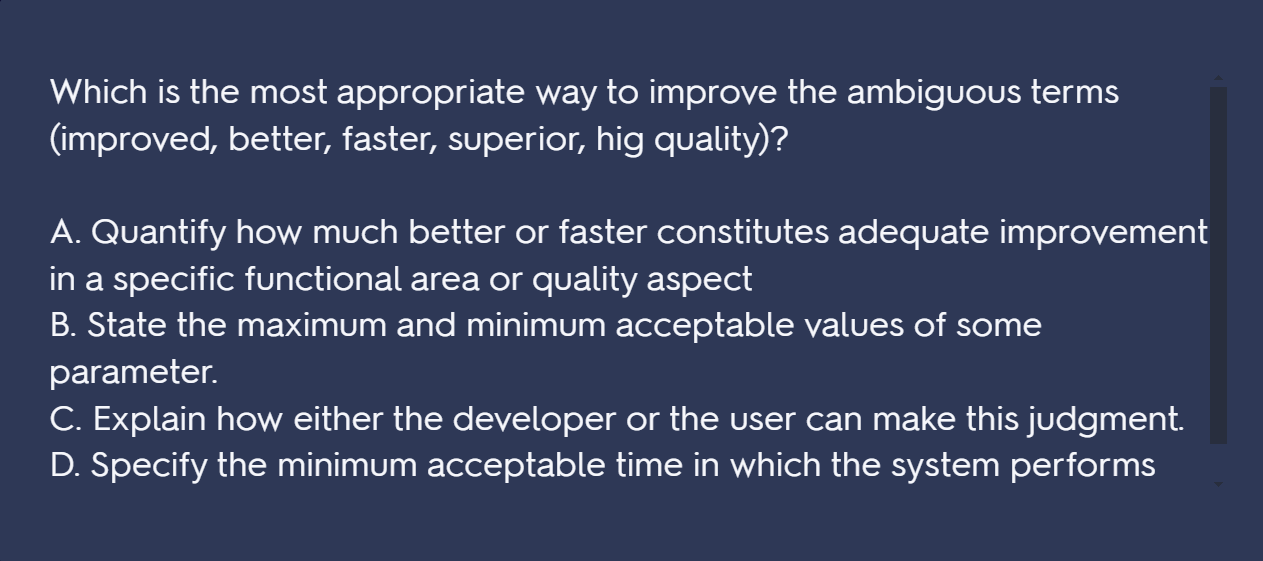 Which is the most appropriate way to improve the ambiguous terms
(improved, better, faster, superior, hig quality)?
A. Quantify how much better or faster constitutes adequate improvement
in a specific functional area or quality aspect
B. State the maximum and minimum acceptable values of some
parameter.
C. Explain how either the developer or the user can make this judgment.
D. Specify the minimum acceptable time in which the system performs